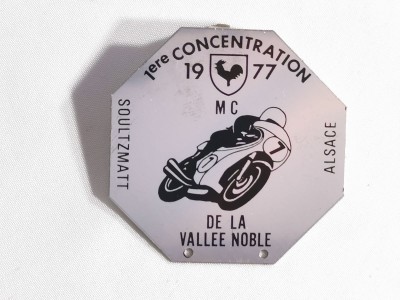 1ere CONCENTRATION
19 77
MC
SOULTZMATT
ALSACE
7
DE LA
VALLEE NOBLE